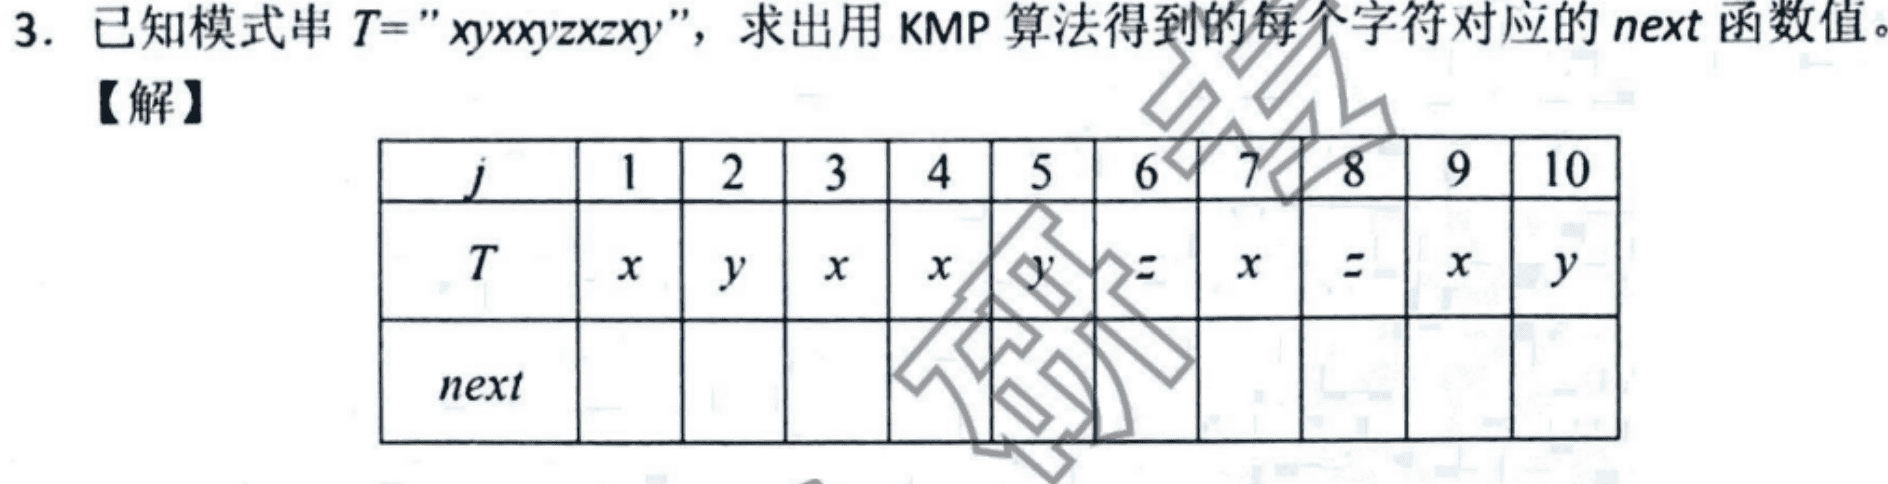 3. 已知模式串 T=”xyxxyzxzxy”，求出用 KMP 算法得到的每个字符对应的 next 函数值。
【解】
j 1 2 3 4 5 6 7 8 9 10
T x y x x y z x z x y
next
研 考